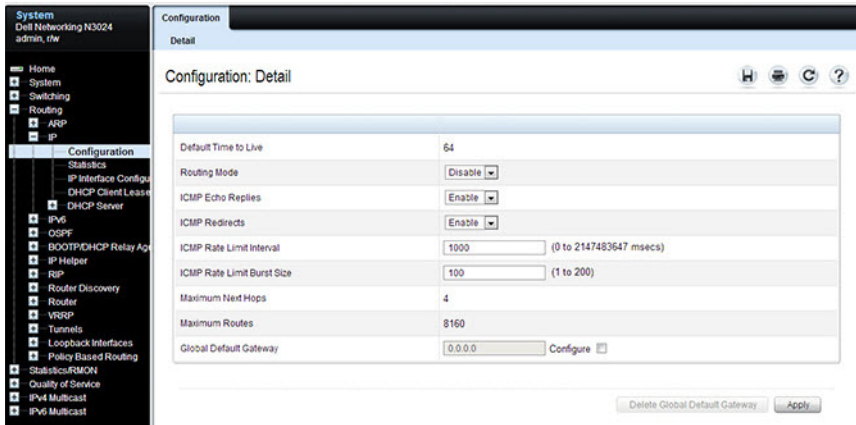 System
Dell Networking N3024
admin, r/w
Home
System
Switching
Routing
ARP
IP
Configuration
Statistics
IP Interface Configu
DHCP Client Lease
DHCP Server
IPv6
OSPF
BOOTP/DHCP Relay Age
IP Helper
RIP
Router Discovery
Router
VRRP
Tunnels
Loopback Interfaces
Policy Based Routing
Statistics/RMON
Quality of Service
IPv4 Multicast
IPv6 Multicast
Configuration
Detail
Configuration: Detail
Default Time to Live 64
Routing Mode Disable
ICMP Echo Replies Enable
ICMP Redirects Enable
ICMP Rate Limit Interval 1000 (0 to 2147483647 msecs)
ICMP Rate Limit Burst Size 100 (1 to 200)
Maximum Next Hops 4
Maximum Routes 8160
Global Default Gateway 0.0.0.0 Configure
Delete Global Default Gateway Apply